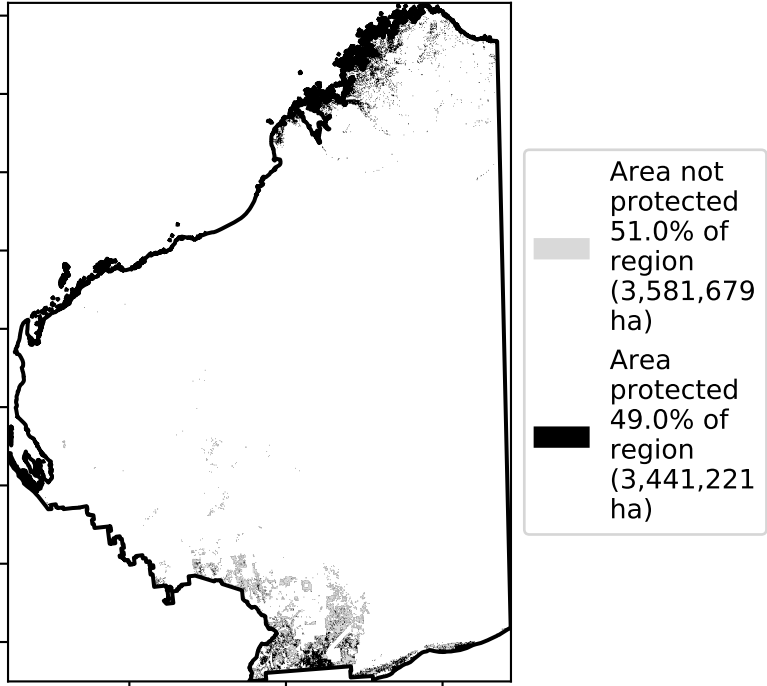 Area not
protected
51.0% of
region
(3,581,679
ha)
Area
protected
49.0% of
region
(3,441,221
ha)